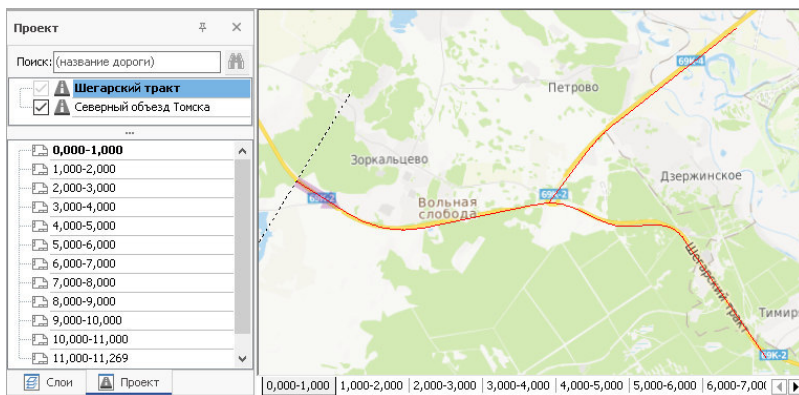 Проект
Поиск: (название дороги)
Шегарский тракт
Северный объезд Томска
...
0,000-1,000
1,000-2,000
2,000-3,000
3,000-4,000
4,000-5,000
5,000-6,000
6,000-7,000
7,000-8,000
8,000-9,000
9,000-10,000
10,000-11,000
11,000-11,269
Слои Проект
69К-4
Петрово
Зоркальцево
Дзержинское
69К-2
69К-2
Вольная
слобода
Шегарский тракт
Тимир
69К-2
0,000-1,000 1,000-2,000 2,000-3,000 3,000-4,000 4,000-5,000 5,000-6,000 6,000-7,00